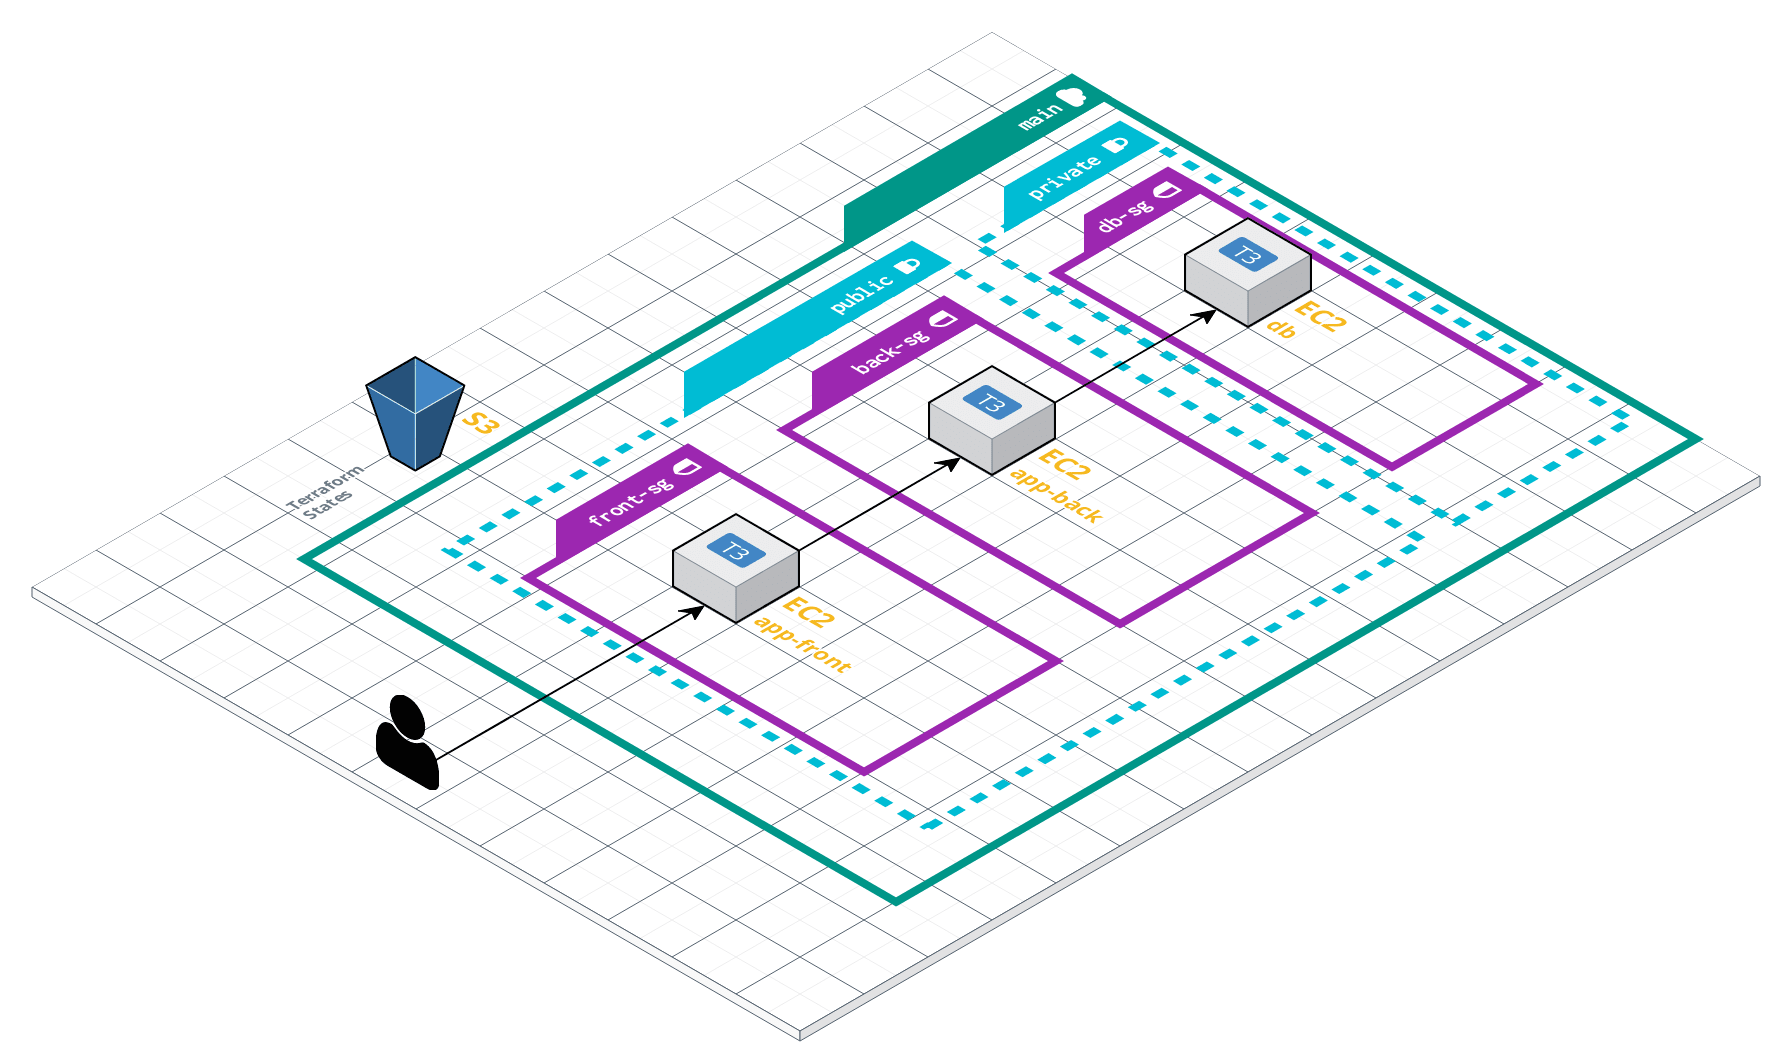 main
private
db-sg
T3
EC2
db
public
back-sg
T3
EC2
app-back
S3
Terraform
States
front-sg
T3
EC2
app-front